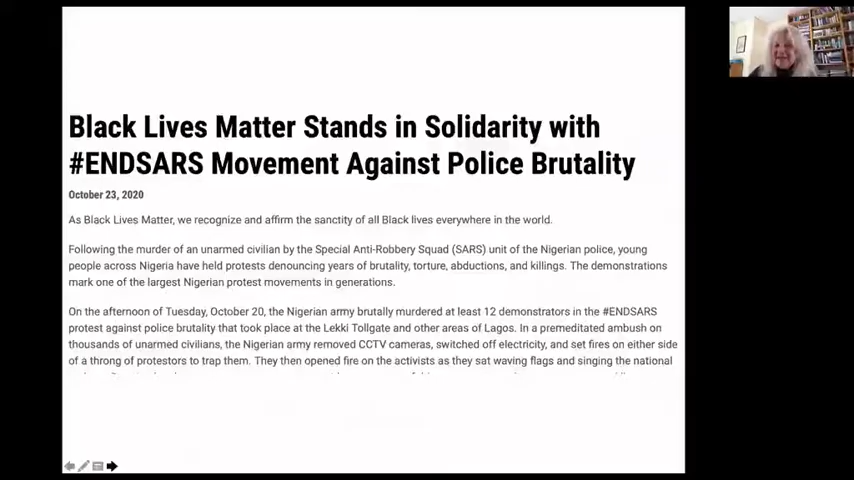 Black Lives Matter Stands in Solidarity with
#ENDSARS Movement Against Police Brutality
October 23, 2020
As Black Lives Matter, we recognize and affirm the sanctity of all Black lives everywhere in the world.
Following the murder of an unarmed civilian by the Special Anti-Robbery Squad (SARS) unit of the Nigerian police, young
people across Nigeria have held protests denouncing years of brutality, torture, abductions, and killings. The demonstrations
mark one of the largest Nigerian protest movements in generations.
On the afternoon of Tuesday, October 20, the Nigerian army brutally murdered at least 12 demonstrators in the #ENDSARS
protest against police brutality that took place at the Lekki Tollgate and other areas of Lagos. In a premeditated ambush on
thousands of unarmed civilians, the Nigerian army removed CCTV cameras, switched off electricity, and set fires on either side
of a throng of protestors to trap them. They then opened fire on the activists as they sat waving flags and singing the national